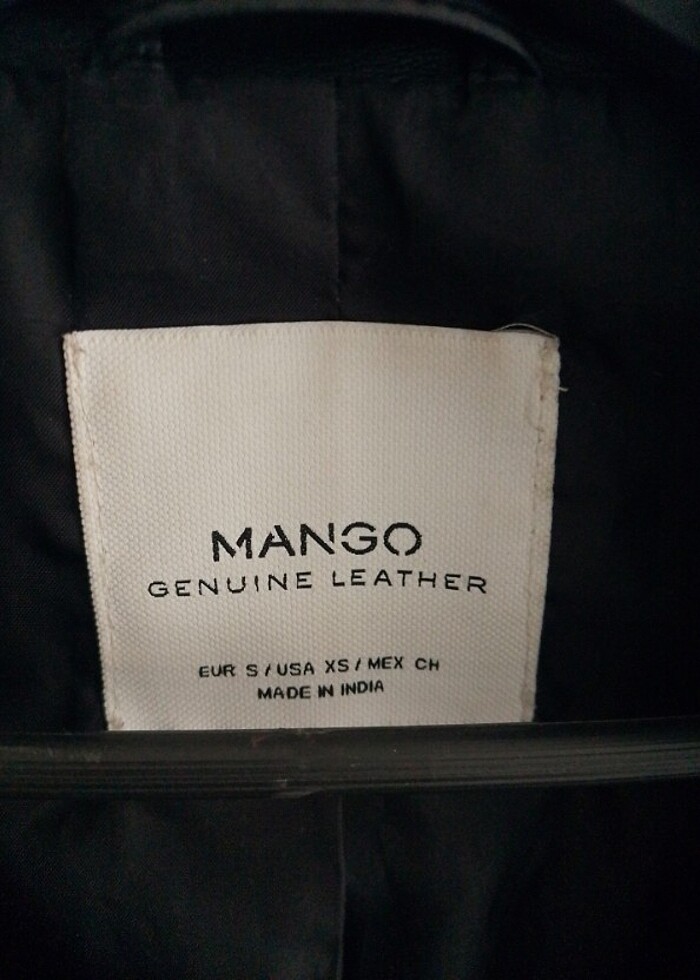 MANGO
GENUINE LEATHER
EUR S / USA XS / MEX CH
MADE IN INDIA